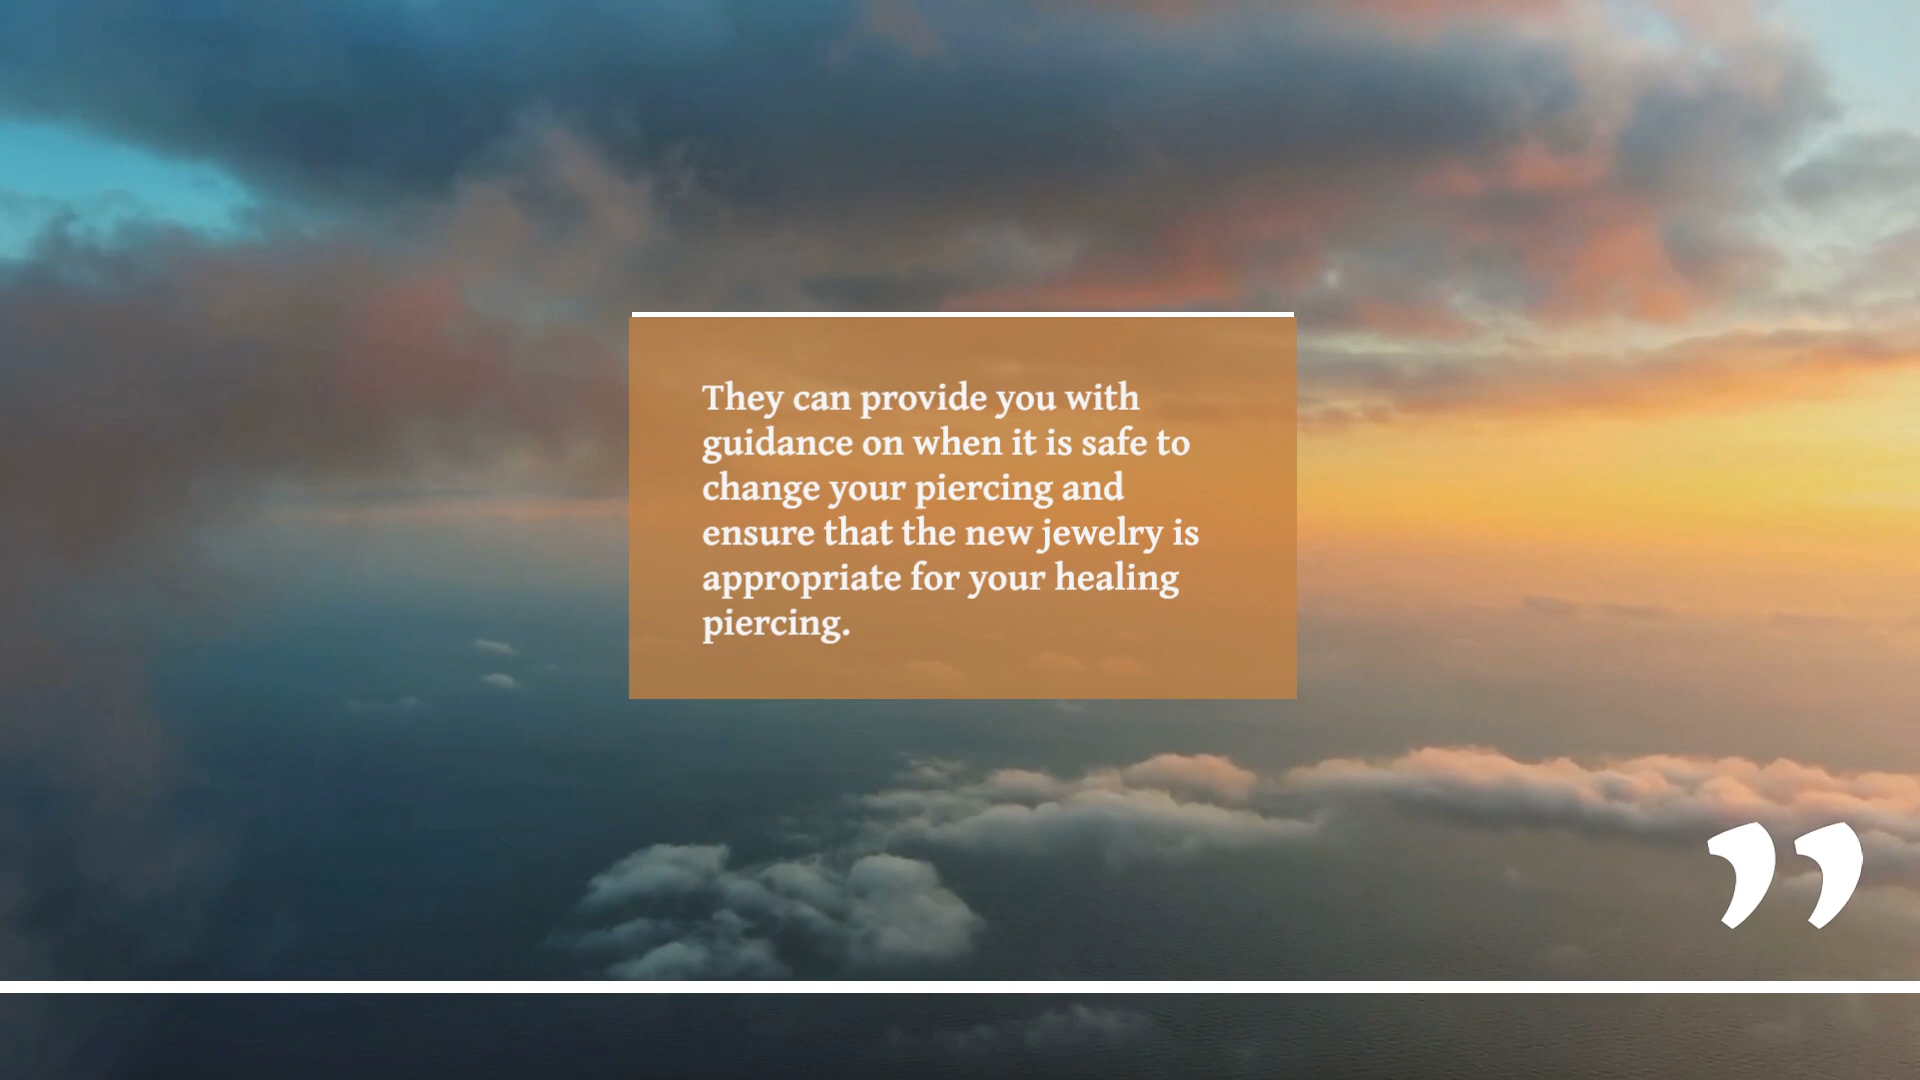 They can provide you with
guidance on when it is safe to
change your piercing and
ensure that the new jewelry is
appropriate for your healing
piercing.
”